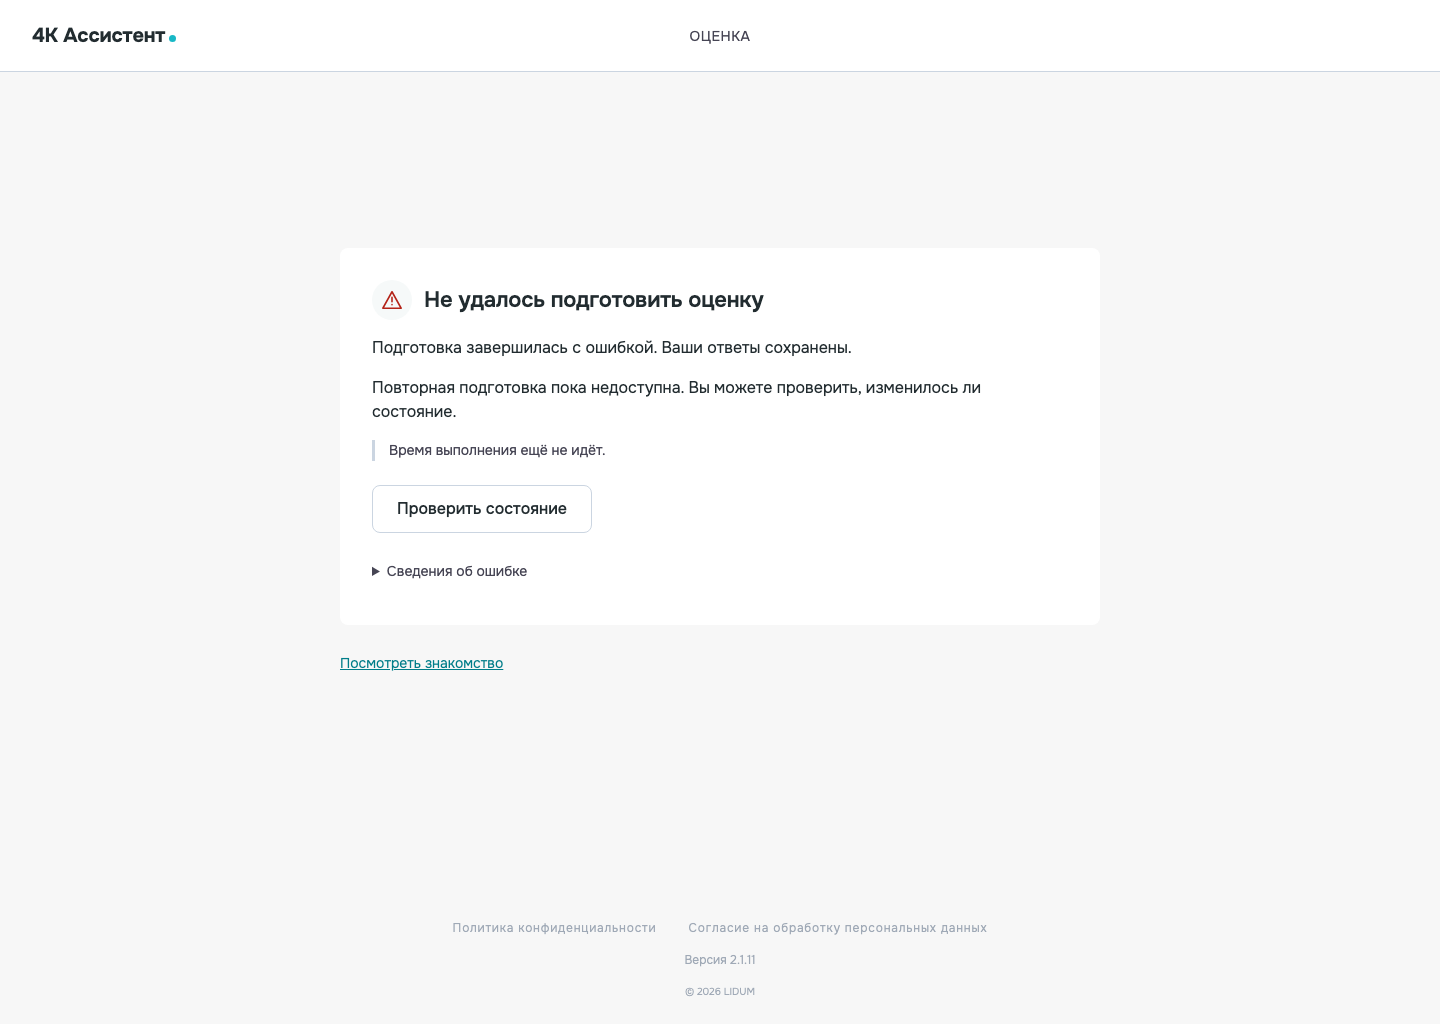 4K Ассистент
ОЦЕНКА
Не удалось подготовить оценку
Подготовка завершилась с ошибкой. Ваши ответы сохранены.
Повторная подготовка пока недоступна. Вы можете проверить, изменилось ли
состояние.
Время выполнения ещё не идёт.
Проверить состояние
Сведения об ошибке
Посмотреть знакомство
Политика конфиденциальности Согласие на обработку персональных данных
Версия 2.1.11
© 2026 LIDUM